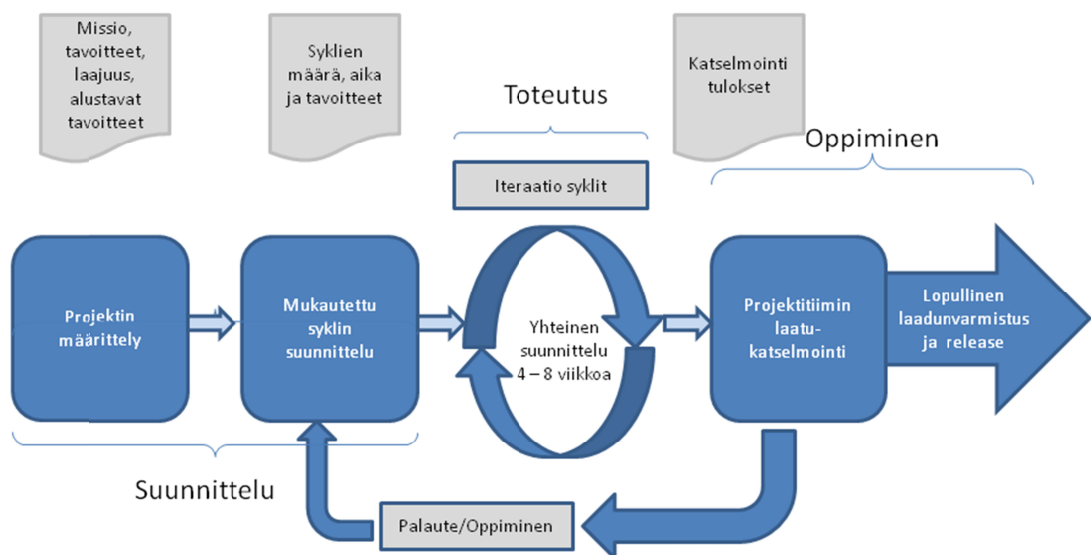 Missio,
tavoitteet,
laajuus,
alustavat
tavoitteet
Syklien
määrä, aika
ja tavoitteet
Toteutus
Katselmointi
tulokset
Oppiminen
Iteraatio syklit
Projektin
määrittely
Mukautettu
syklin
suunnittelu
Yhteinen
suunnittelu
4 – 8 viikkoa
Projektitiimin
laatu-
katselmointi
Lopullinen
laadunvarmistus
ja release
Suunnittelu
Palaute/Oppiminen